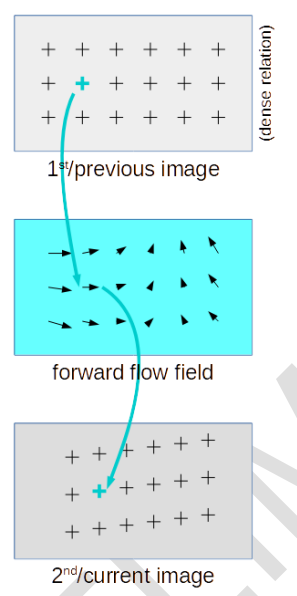 (dense relation)
1st/previous image
forward flow field
2nd/current image